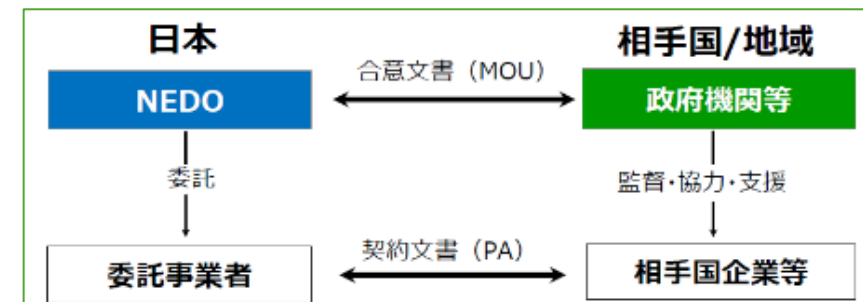 日本
相手国/地域
合意文書（MOU）
NEDO
政府機関等
委託
監督・協力・支援
契約文書（PA）
委託事業者
相手国企業等